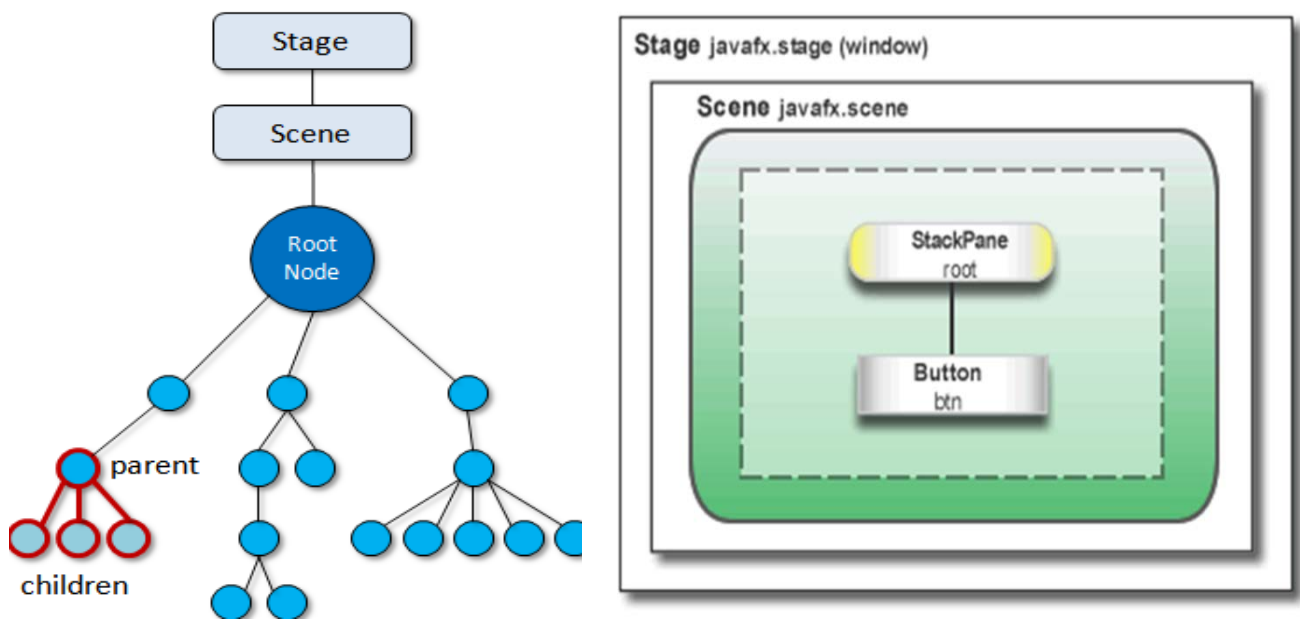 Stage
Scene
Root
Node
parent
children
Stage javafx.stage (window)
Scene javafx.scene
StackPane
root
Button
btn